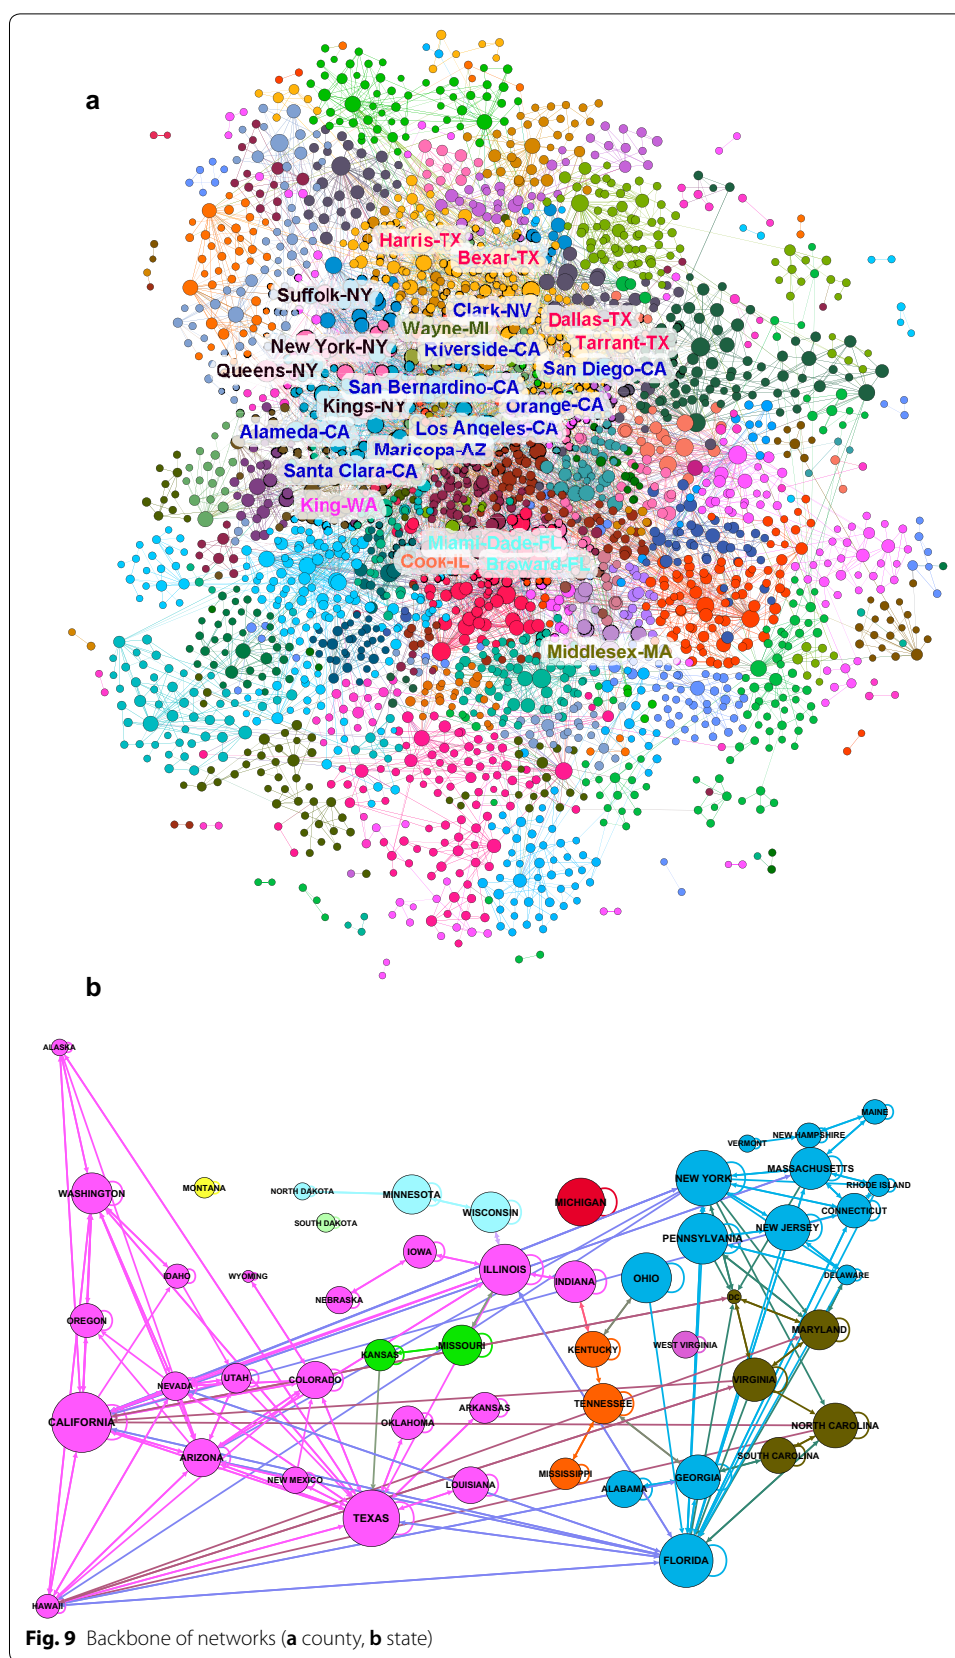 a
Harris-TX
Bexar-TX
Suffolk-NY
Clark-NV
Dallas-TX
Wayne-MI
New York-NY
Riverside-CA
Tarrant-TX
Queens-NY
San Diego-CA
San Bernardino-CA
Kings-NY
Orange-CA
Alameda-CA
Los Angeles-CA
Maricopa-AZ
Santa Clara-CA
King-WA
Miami-Dade-FL
Cook-IL
Broward-FL
Middlesex-MA
b
ALASKA
MAINE
VERMONT
NEW HAMPSHIRE
WASHINGTON
MONTANA
NORTH DAKOTA
MINNESOTA
MICHIGAN
NEW YORK
MASSACHUSETTS
RHODE ISLAND
SOUTH DAKOTA
WISCONSIN
CONNECTICUT
PENNSYLVANIA
NEW JERSEY
IOWA
IDAHO
WYOMING
ILLINOIS
INDIANA
OHIO
DELAWARE
NEBRASKA
DC
OREGON
MARYLAND
KANSAS
MISSOURI
KENTUCKY
WEST VIRGINIA
NEVADA
UTAH
COLORADO
VIRGINIA
CALIFORNIA
OKLAHOMA
ARKANSAS
TENNESSEE
NORTH CAROLINA
ARIZONA
NEW MEXICO
LOUISIANA
MISSISSIPPI
ALABAMA
GEORGIA
SOUTH CAROLINA
TEXAS
FLORIDA
HAWAII
Fig. 9 Backbone of networks (a county, b state)